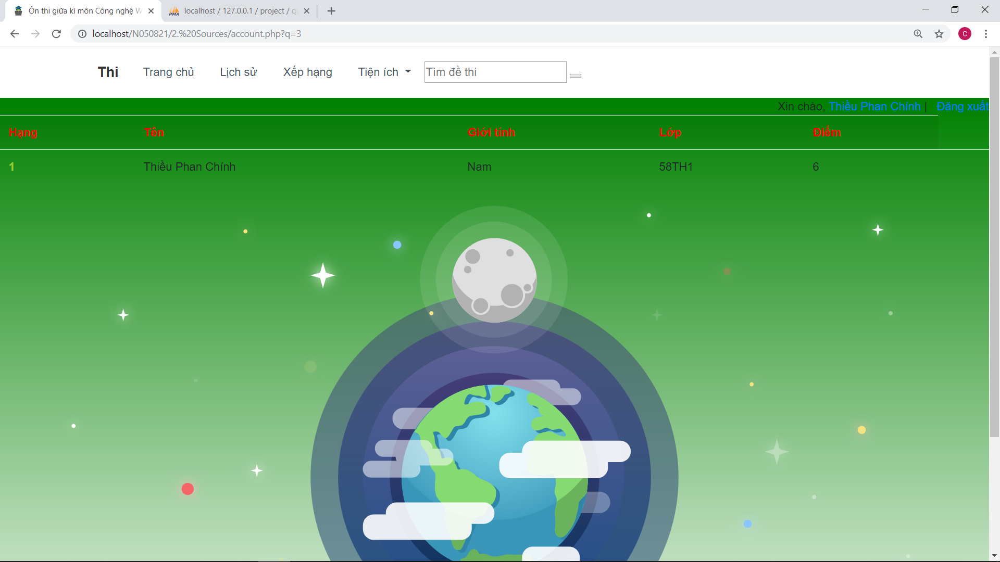 Ôn thi giữa kì môn Công nghệ W
localhost / 127.0.0.1 / project / q
localhost/N050821/2.%20Sources/account.php?q=3
C
Thi Trang chủ Lịch sử Xếp hạng Tiện ích Tìm đề thi
Xin chào, Thiều Phan Chính | Đăng xuất
Hạng Tên Giới tính Lớp Điểm
1 Thiều Phan Chính Nam 58TH1 6